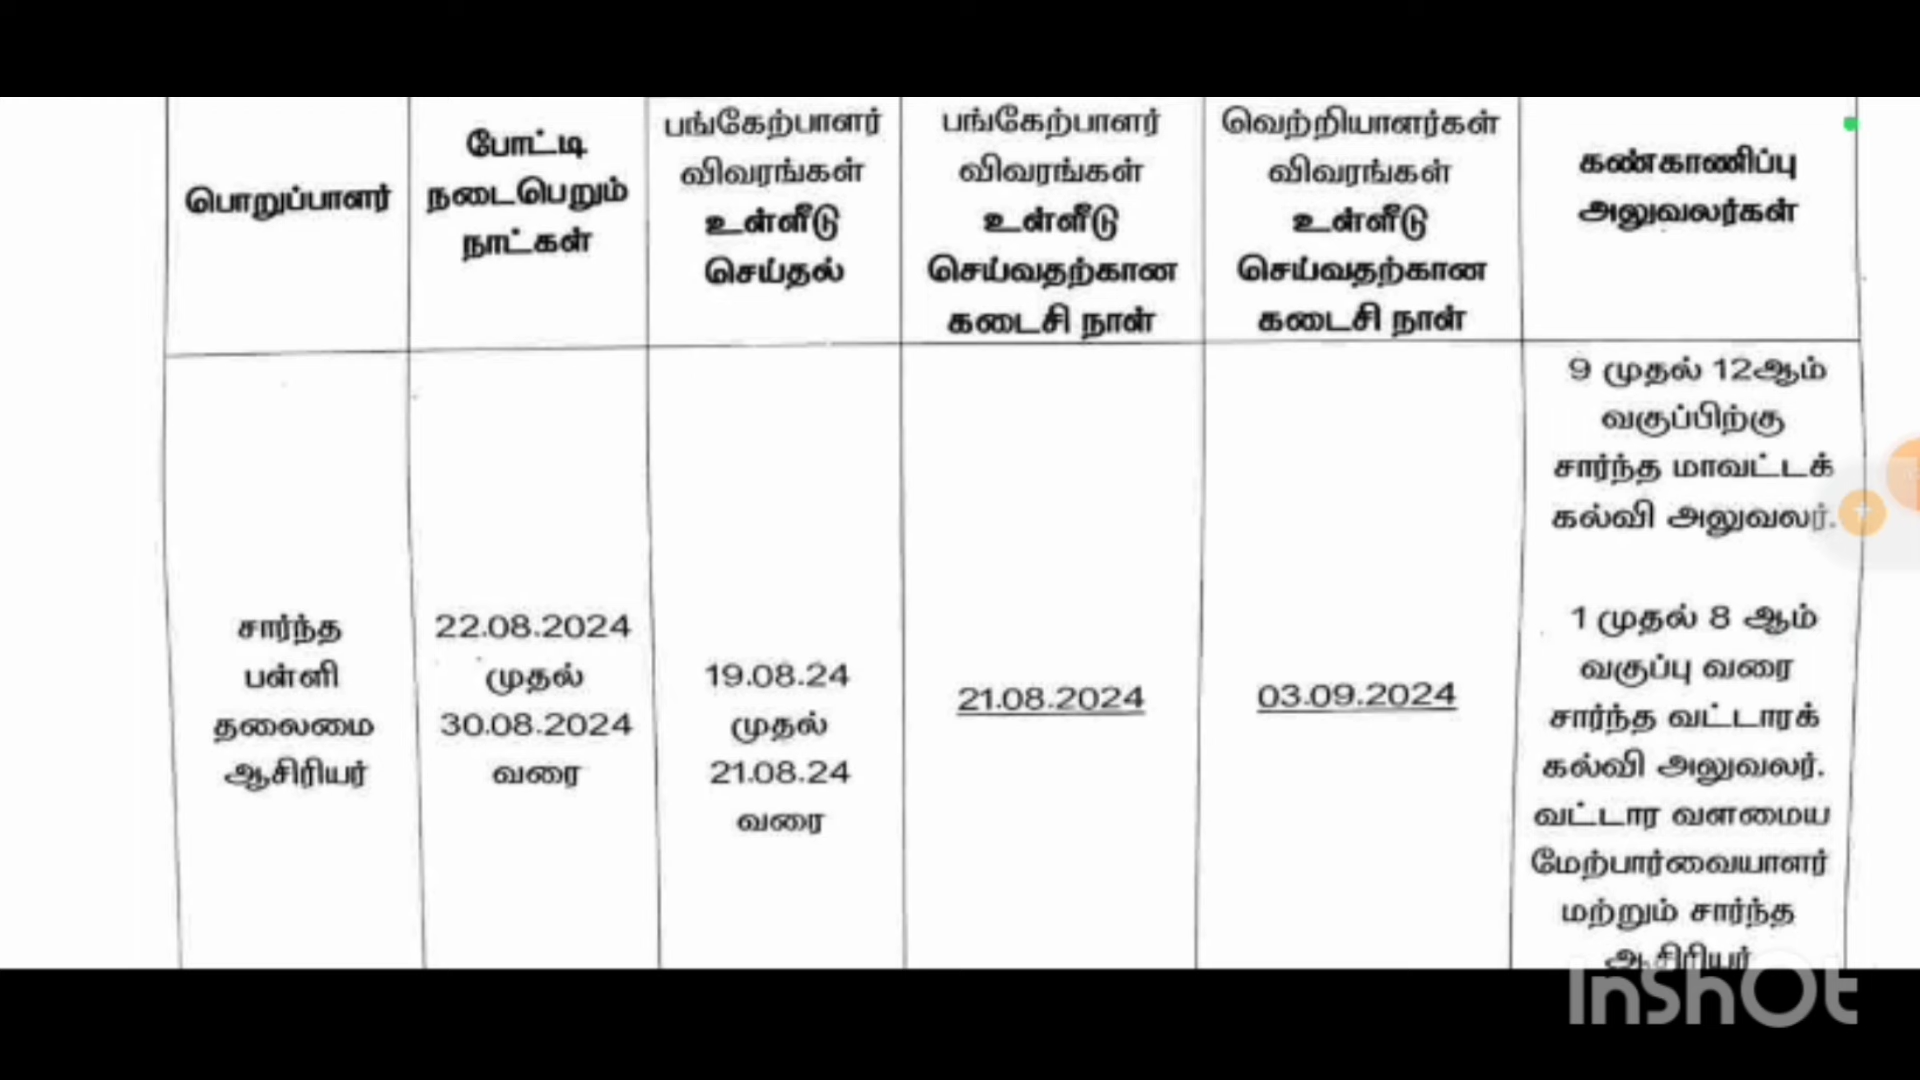 பொறுப்பாளர்
போட்டி
நடைபெறும்
நாட்கள்
பங்கேற்பாளர்
விவரங்கள்
உள்ளீடு
செய்தல்
பங்கேற்பாளர்
விவரங்கள்
உள்ளீடு
செய்வதற்கான
கடைசி நாள்
வெற்றியாளர்கள்
விவரங்கள்
உள்ளீடு
செய்வதற்கான
கடைசி நாள்
கண்காணிப்பு
அலுவலர்கள்
சார்ந்த
பள்ளி
தலைமை
ஆசிரியர்
22.08.2024
முதல்
30.08.2024
வரை
19.08.24
முதல்
21.08.24
வரை
21.08.2024
03.09.2024
9 முதல் 12ஆம்
வகுப்பிற்கு
சார்ந்த மாவட்டக்
கல்வி அலுவலர்.
1 முதல் 8 ஆம்
வகுப்பு வரை
சார்ந்த வட்டாரக்
கல்வி அலுவலர்.
வட்டார வளமைய
மேற்பார்வையாளர்
மற்றும் சார்ந்த
ஆசிரியர்
InShOt